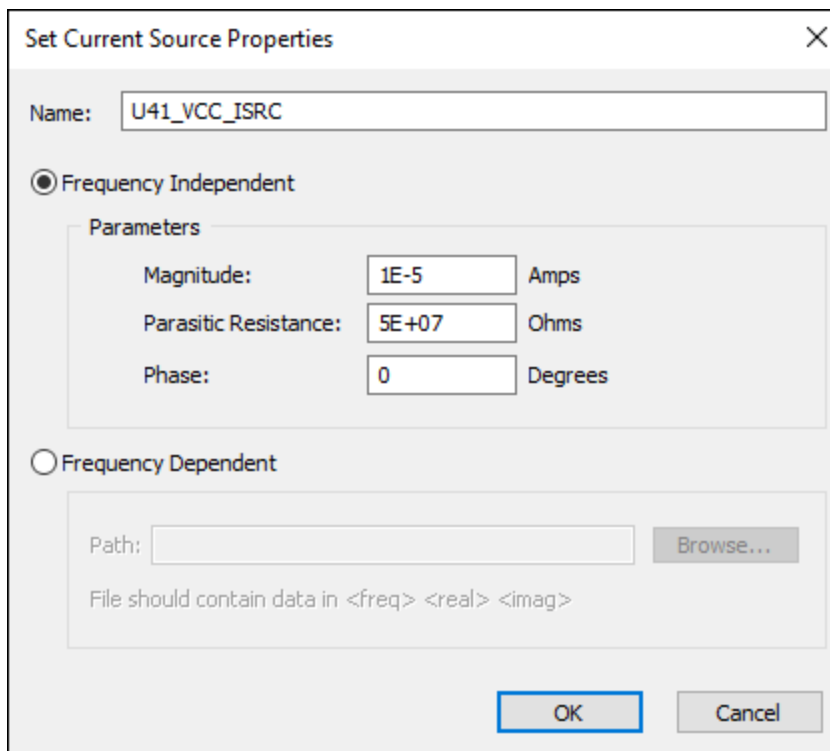 Set Current Source Properties
Name: U41_VCC_ISRC
Frequency Independent
Parameters
Magnitude: 1E-5 Amps
Parasitic Resistance: 5E+07 Ohms
Phase: 0 Degrees
Frequency Dependent
Path: Browse...
File should contain data in <freq> <real> <imag>
OK Cancel